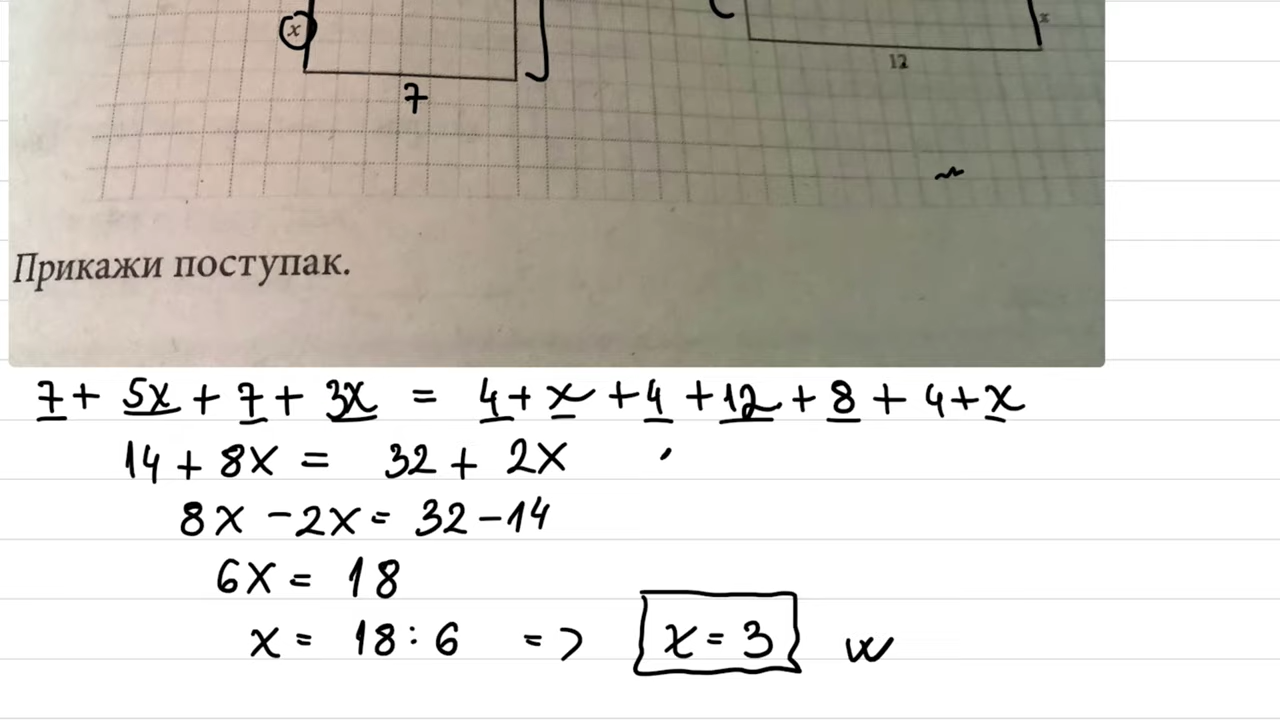 x
x
7
12
Прикажи поступак.
7 + 5x + 7 + 3x = 4 + x + 4 + 12 + 8 + 4 + x
14 + 8x = 32 + 2x
8x - 2x = 32 - 14
6x = 18
x = 18 : 6 => x = 3